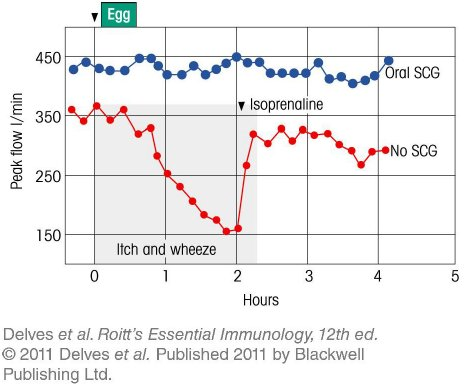 Egg
450
Oral SCG
Isoprenaline
350
Peak flow l/min
No SCG
250
150
Itch and wheeze
0 1 2 3 4 5
Hours
Delves et al. Roitt's Essential Immunology, 12th ed.
© 2011 Delves et al. Published 2011 by Blackwell
Publishing Ltd.